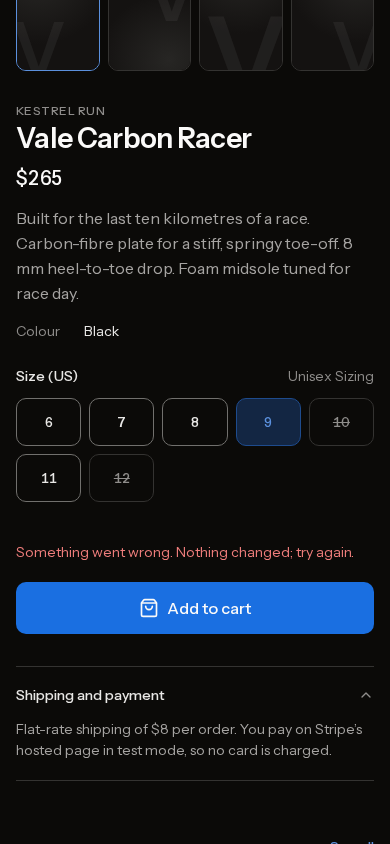 KESTREL RUN
Vale Carbon Racer
$265
Built for the last ten kilometres of a race.
Carbon-fibre plate for a stiff, springy toe-off. 8
mm heel-to-toe drop. Foam midsole tuned for
race day.
Colour Black
Size (US) Unisex Sizing
6 7 8 9 10
11 12
Something went wrong. Nothing changed; try again.
Add to cart
Shipping and payment
Flat-rate shipping of $8 per order. You pay on Stripe's
hosted page in test mode, so no card is charged.